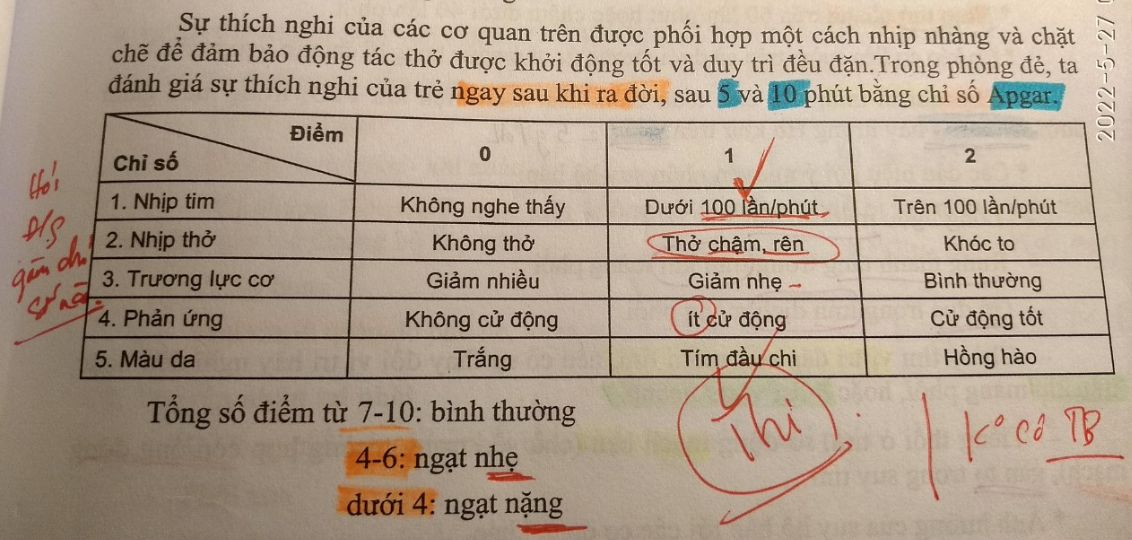 Sự thích nghi của các cơ quan trên được phối hợp một cách nhịp nhàng và chặt
chẽ để đảm bảo động tác thở được khởi động tốt và duy trì đều đặn.Trong phòng đẻ, ta
đánh giá sự thích nghi của trẻ ngay sau khi ra đời, sau 5 và 10 phút bằng chỉ số Apgar.
2022-5-27
Điểm
Chỉ số
0 1 2
1. Nhịp tim Không nghe thấy Dưới 100 lần/phút Trên 100 lần/phút
2. Nhịp thở Không thở Thở chậm, rên Khóc to
3. Trương lực cơ Giảm nhiều Giảm nhẹ Bình thường
4. Phản ứng Không cử động ít cử động Cử động tốt
5. Màu da Trắng Tím đầu chi Hồng hào
Hỏi
Đ/S
Tổng số điểm từ 7-10: bình thường
4-6: ngạt nhẹ
dưới 4: ngạt nặng
Thi
K° có TB